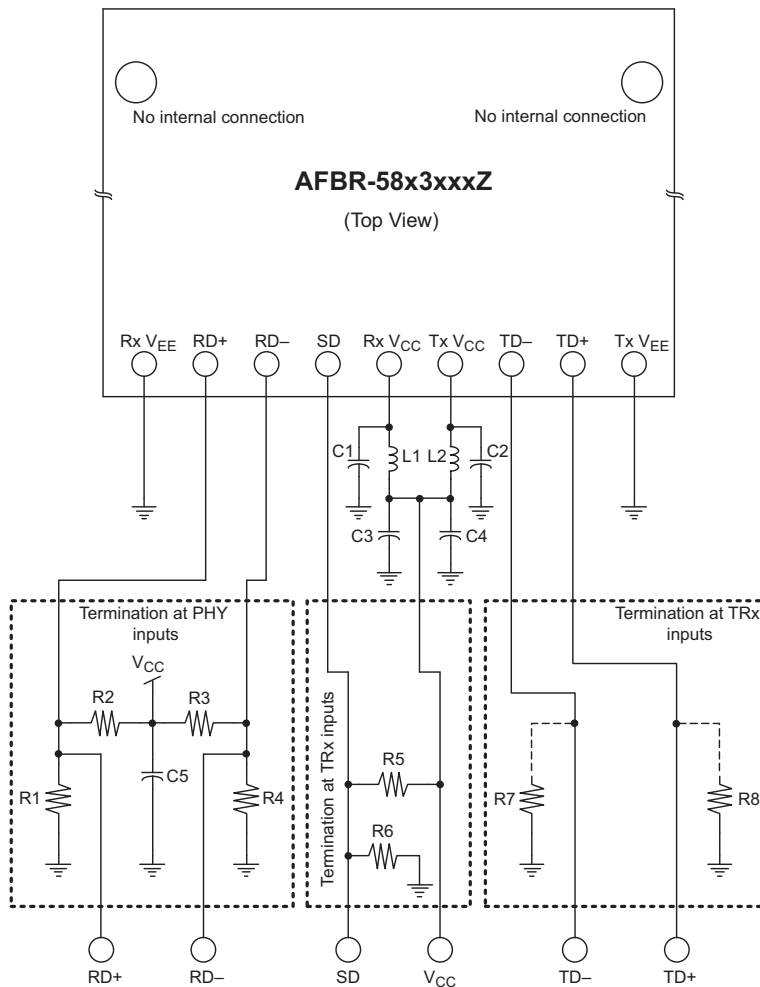 No internal connection
No internal connection
AFBR-58x3xxxZ
(Top View)
Rx VEE
RD+
RD–
SD
Rx VCC
Tx VCC
TD–
TD+
Tx VEE
C1
L1
L2
C2
C3
C4
Termination at PHY
inputs
VCC
R2
R3
R1
C5
R4
Termination at TRx inputs
R5
R6
Termination at TRx
inputs
R7
R8
RD+
RD–
SD
VCC
TD–
TD+